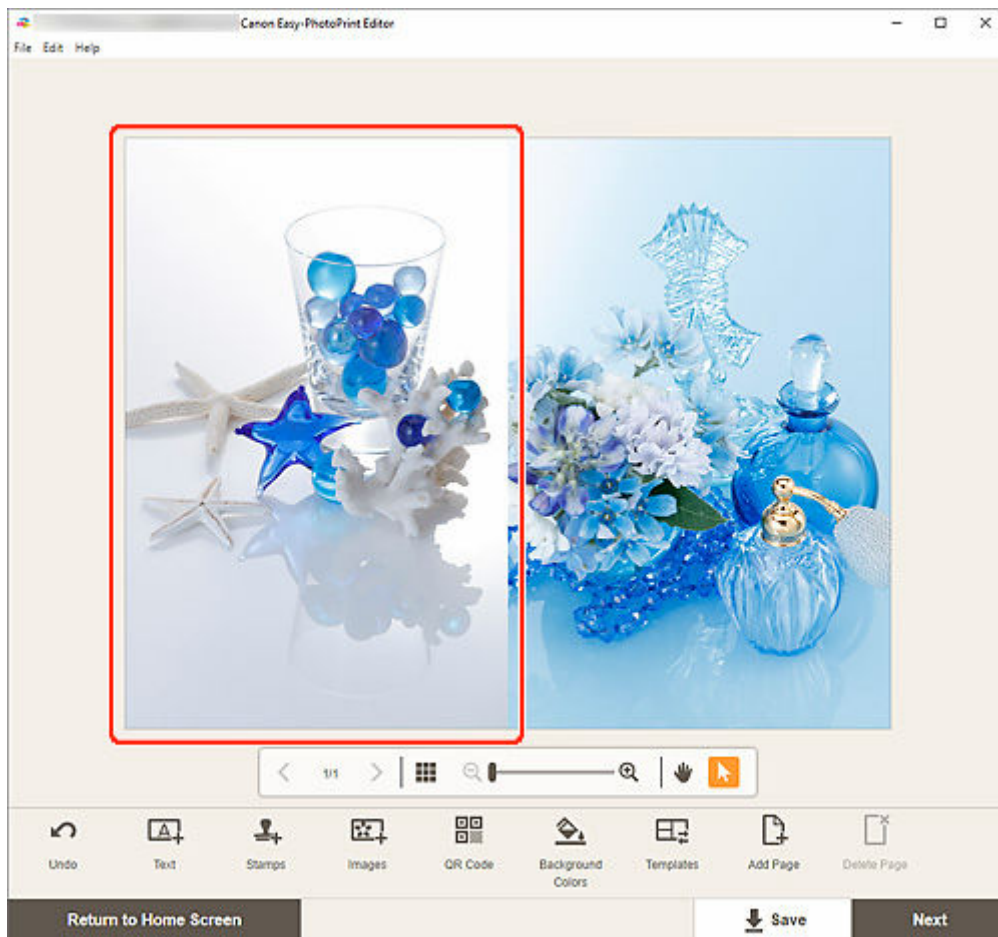 Canon Easy-PhotoPrint Editor
File Edit Help
1/1
Undo
Text
Stamps
Images
QR Code
Background
Colors
Templates
Add Page
Delete Page
Return to Home Screen
Save
Next